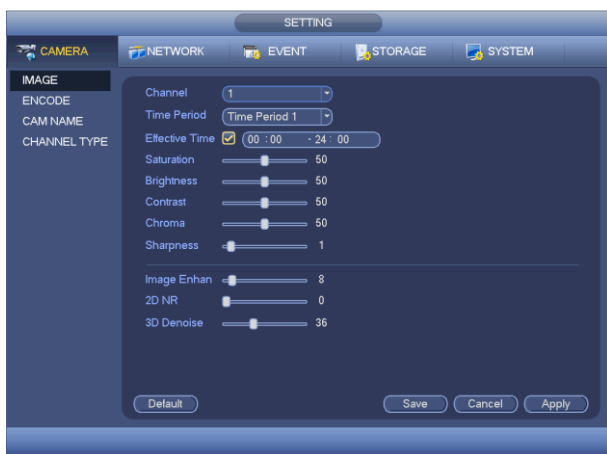 SETTING
CAMERA NETWORK EVENT STORAGE SYSTEM
IMAGE
ENCODE
CAM NAME
CHANNEL TYPE
Channel 1
Time Period Time Period 1
Effective Time 00 : 00 - 24 : 00
Saturation 50
Brightness 50
Contrast 50
Chroma 50
Sharpness 1
Image Enhan 8
2D NR 0
3D Denoise 36
Default Save Cancel Apply